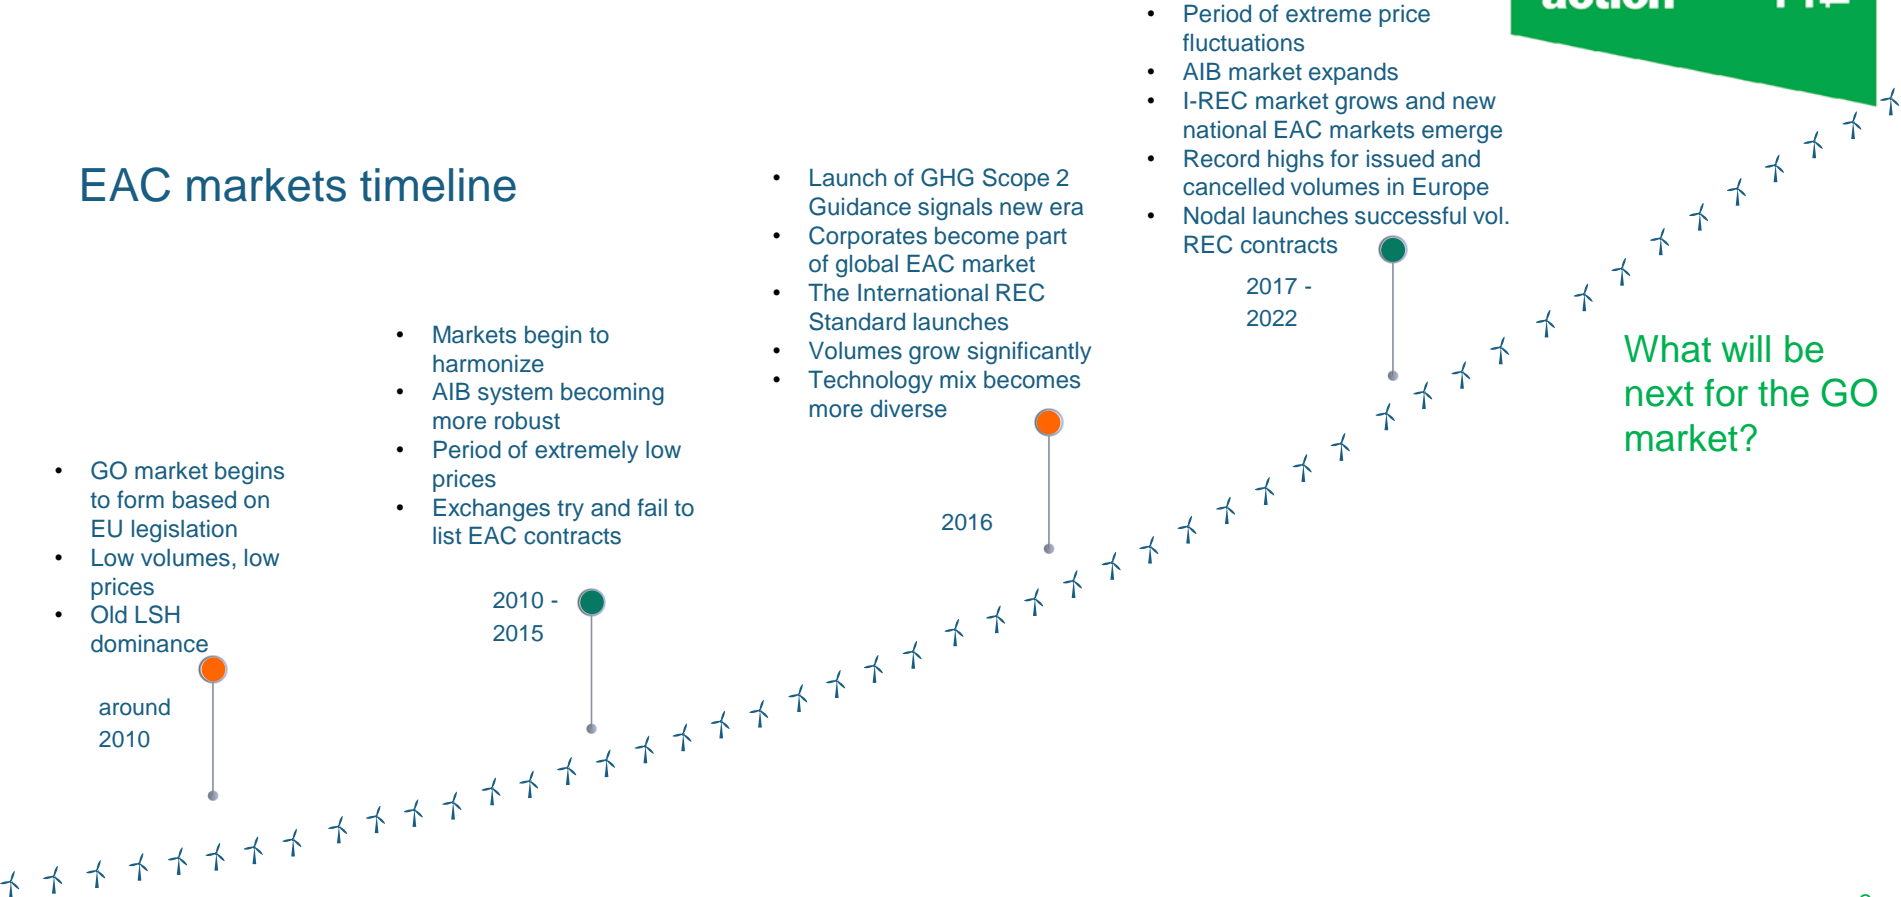 EAC markets timeline
• GO market begins
to form based on
EU legislation
• Low volumes, low
prices
• Old LSH
dominance
around
2010
• Markets begin to
harmonize
• AIB system becoming
more robust
• Period of extremely low
prices
• Exchanges try and fail to
list EAC contracts
2010 -
2015
• Launch of GHG Scope 2
Guidance signals new era
• Corporates become part
of global EAC market
• The International REC
Standard launches
• Volumes grow significantly
• Technology mix becomes
more diverse
2016
• Period of extreme price
fluctuations
• AIB market expands
• I-REC market grows and new
national EAC markets emerge
• Record highs for issued and
cancelled volumes in Europe
• Nodal launches successful vol.
REC contracts
2017 -
2022
action
What will be
next for the GO
market?